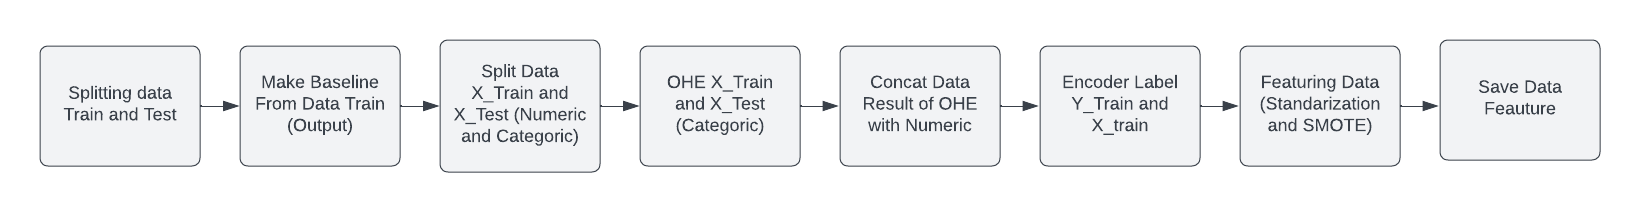 Splitting data
Train and Test
Make Baseline
From Data Train
(Output)
Split Data
X_Train and
X_Test (Numeric
and Categoric)
OHE X_Train
and X_Test
(Categoric)
Concat Data
Result of OHE
with Numeric
Encoder Label
Y_Train and
X_train
Featuring Data
(Standarization
and SMOTE)
Save Data
Feauture